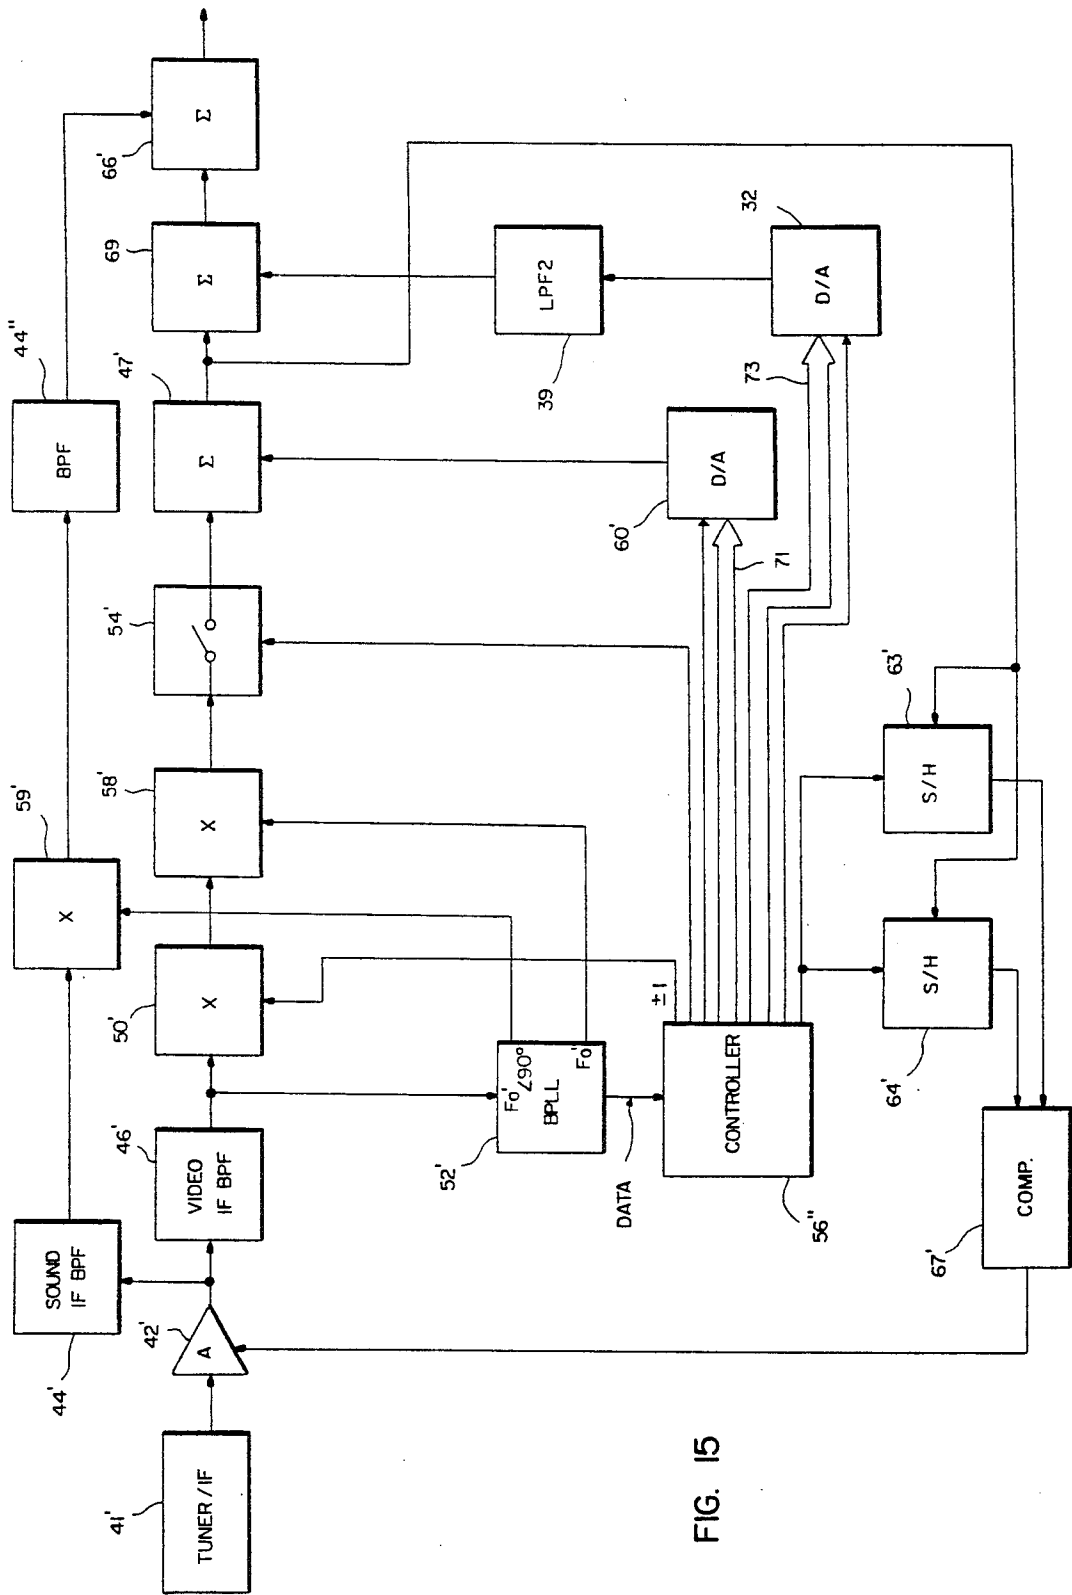 41'
TUNER/IF
42'
A
44'
SOUND
IF BPF
46'
VIDEO
IF BPF
50'
X
59'
X
58'
X
54'
44"
BPF
47'
Σ
69
Σ
66'
Σ
52'
Fo'
∠90°
BPLL
Fo'
DATA
±1
CONTROLLER
56"
60'
D/A
71
39
LPF2
73
32
D/A
63'
S/H
64'
S/H
67'
COMP.
FIG. 15